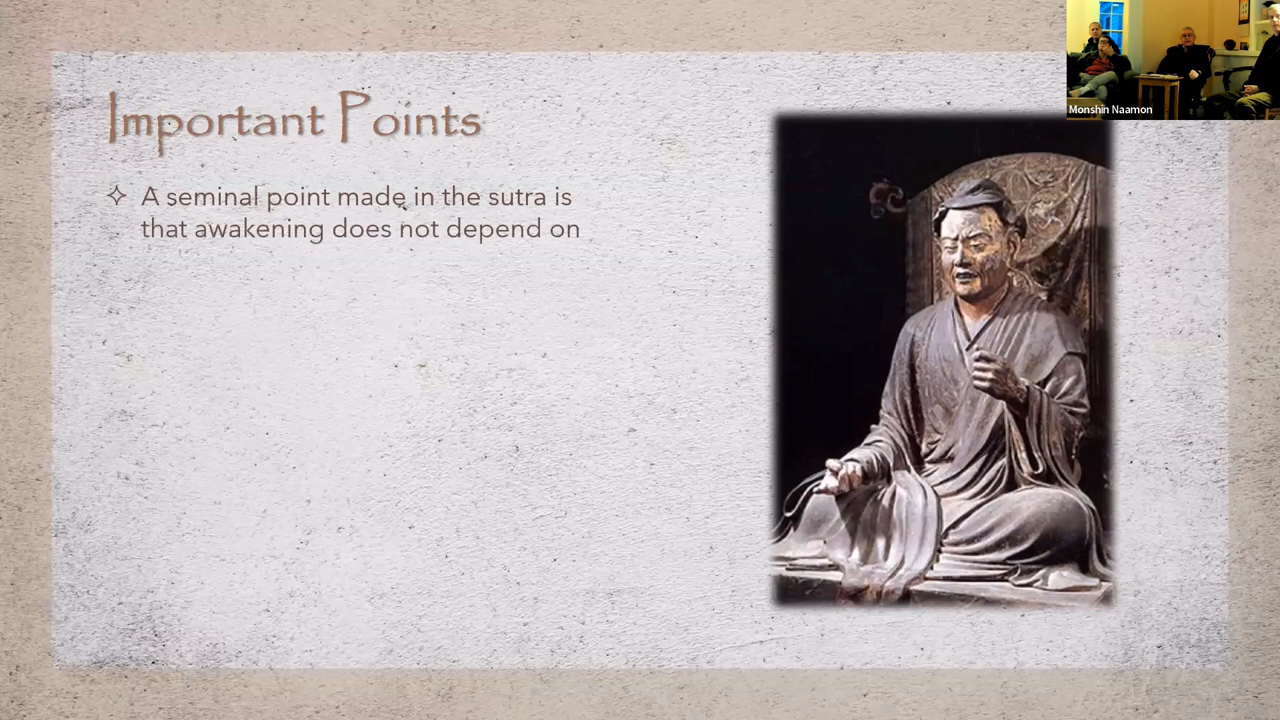 Important Points
A seminal point made in the sutra is
that awakening does not depend on
Monshin Naamon